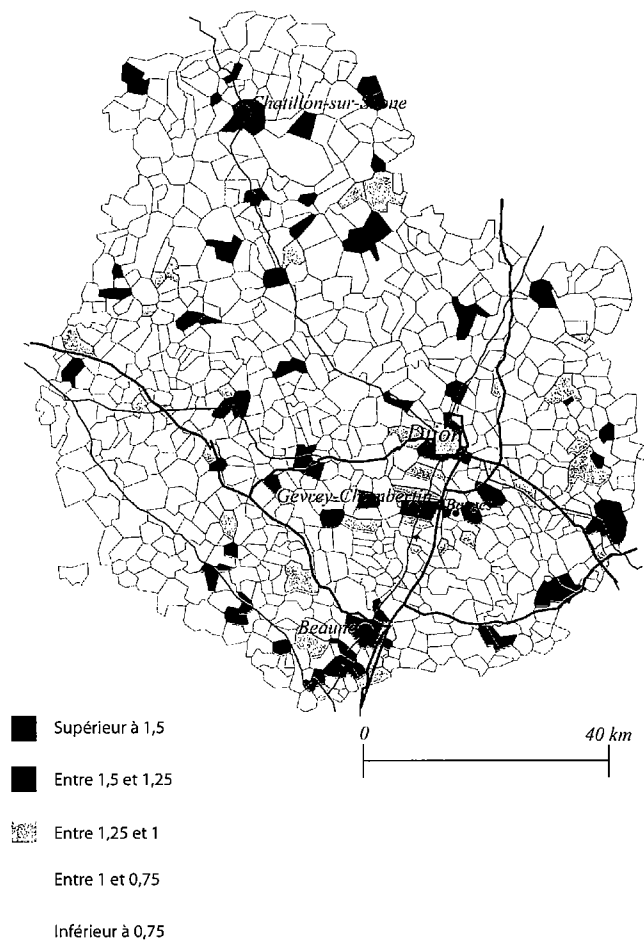 Chatillon-sur-Seine
Dijon
Gevrey-Chambertin
Beaune
0 40 km
Supérieur à 1,5
Entre 1,5 et 1,25
Entre 1,25 et 1
Entre 1 et 0,75
Inférieur à 0,75